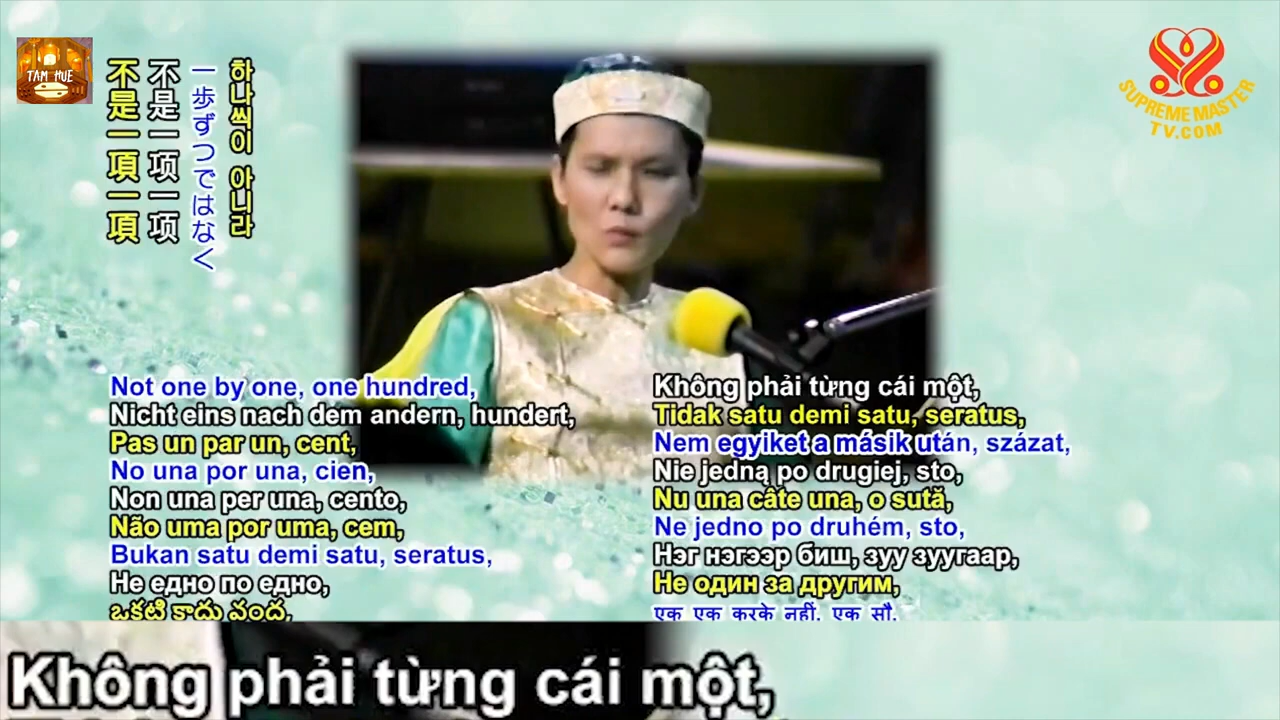 TAM HUE
不是一項一項
不是一项一项
一歩ずつではなく
하나씩이 아니라
SUPREME MASTER
TV.COM
Not one by one, one hundred,
Nicht eins nach dem andern, hundert,
Pas un par un, cent,
No una por una, cien,
Non una per una, cento,
Não uma por uma, cem,
Bukan satu demi satu, seratus,
Не едно по едно,
ఒకటి కాదు వంద,
Không phải từng cái một,
Tidak satu demi satu, seratus,
Nem egyiket a másik után, százat,
Nie jedną po drugiej, sto,
Nu una câte una, o sută,
Ne jedno po druhém, sto,
Нэг нэгээр биш, зуу зуугаар,
Не один за другим,
एक एक करके नहीं, एक सौ,
Không phải từng cái một,